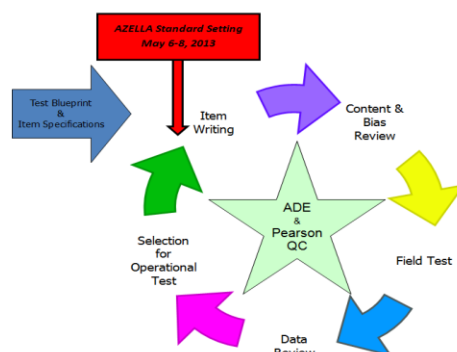 AZELLA Standard Setting
May 6-8, 2013
Test Blueprint
&
Item Specifications
Item
Writing
Content &
Bias
Review
ADE
&
Pearson
QC
Field Test
Selection
for
Operational
Test
Data
Review